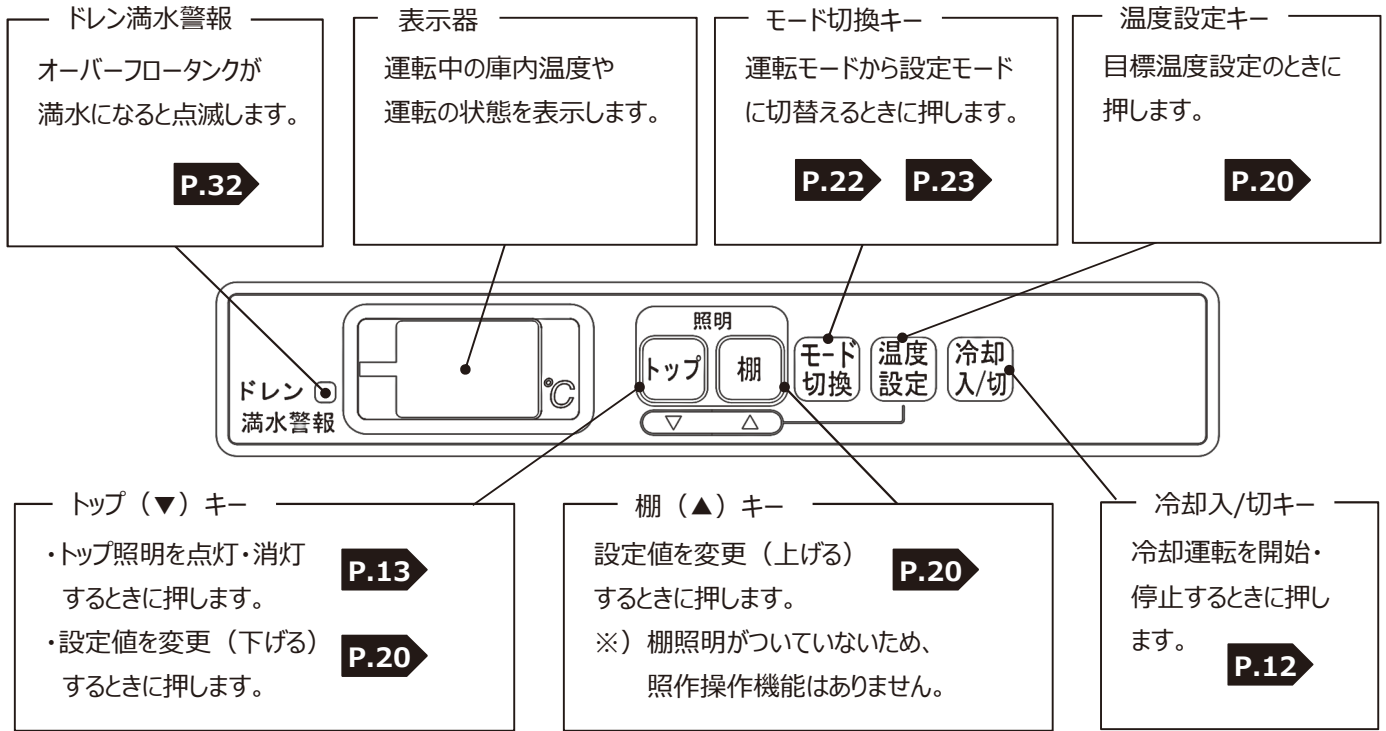 ドレン満水警報
オーバーフロータンクが
満水になると点滅します。
P.32
表示器
運転中の庫内温度や
運転の状態を表示します。
モード切換キー
運転モードから設定モード
に切替えるときに押します。
P.22 P.23
温度設定キー
目標温度設定のときに
押します。
P.20
ドレン
満水警報
℃
照明
トップ 棚
▽ △
モード
切換
温度
設定
冷却
入/切
トップ（▼）キー
・トップ照明を点灯・消灯
するときに押します。
P.13
・設定値を変更（下げる）
するときに押します。
P.20
棚（▲）キー
設定値を変更（上げる）
するときに押します。
P.20
※）棚照明がついていないため、
照作操作機能はありません。
冷却入/切キー
冷却運転を開始・
停止するときに押し
ます。
P.12